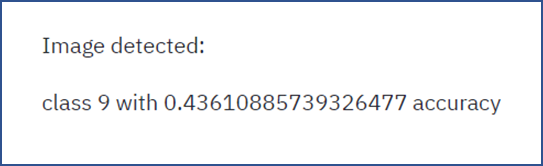 Image detected:
class 9 with 0.43610885739326477 accuracy